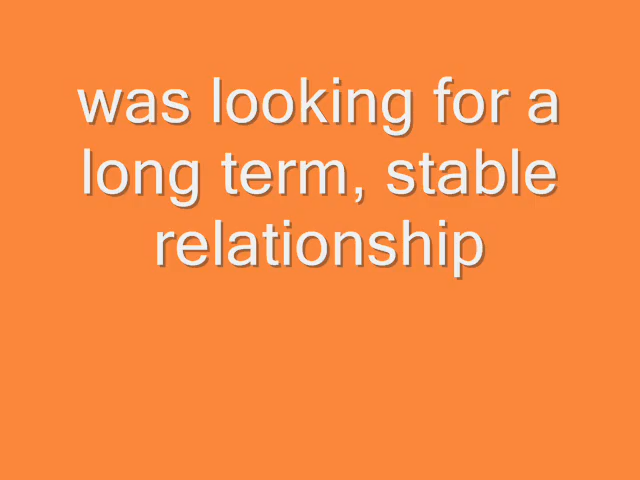 was looking for a
long term, stable
relationship